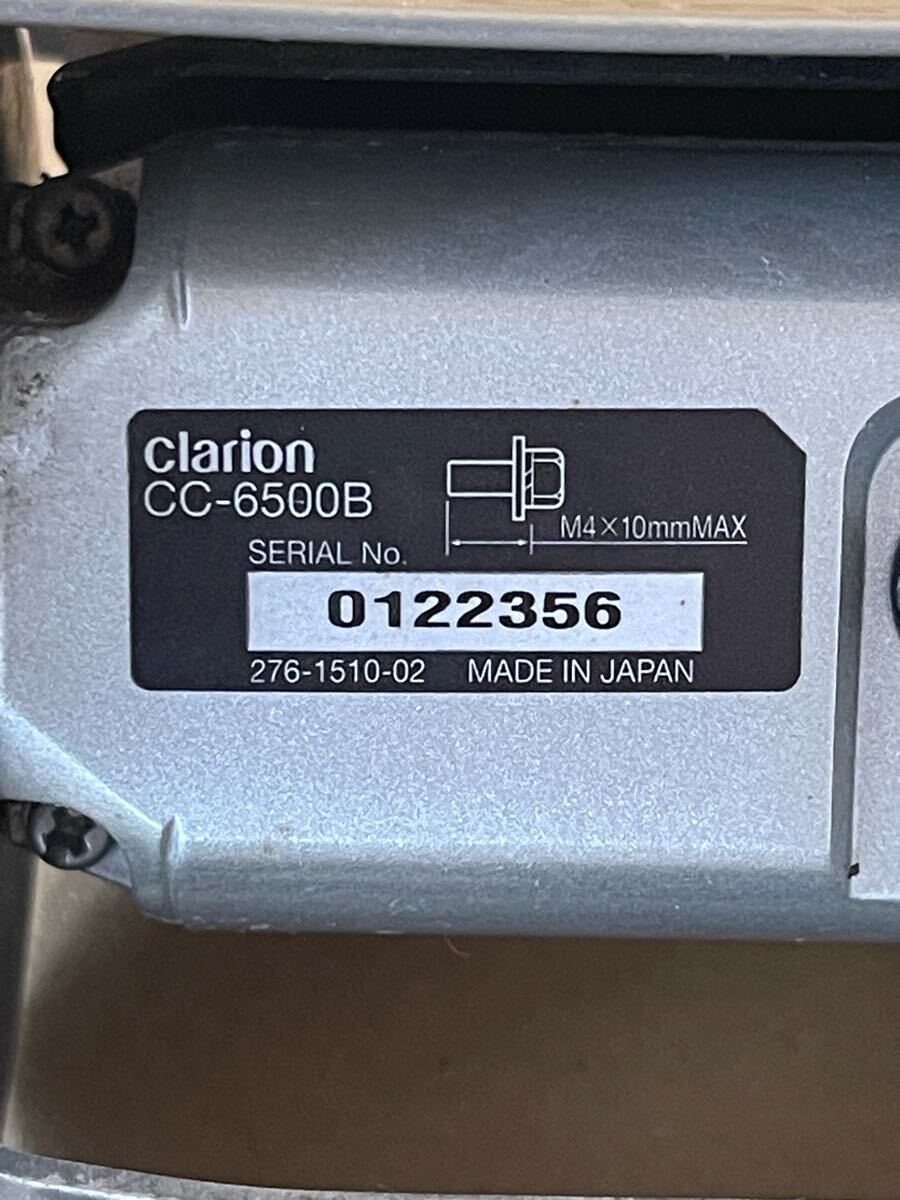 clarion
CC-6500B
M4×10mmMAX
SERIAL No.
0122356
276-1510-02 MADE IN JAPAN